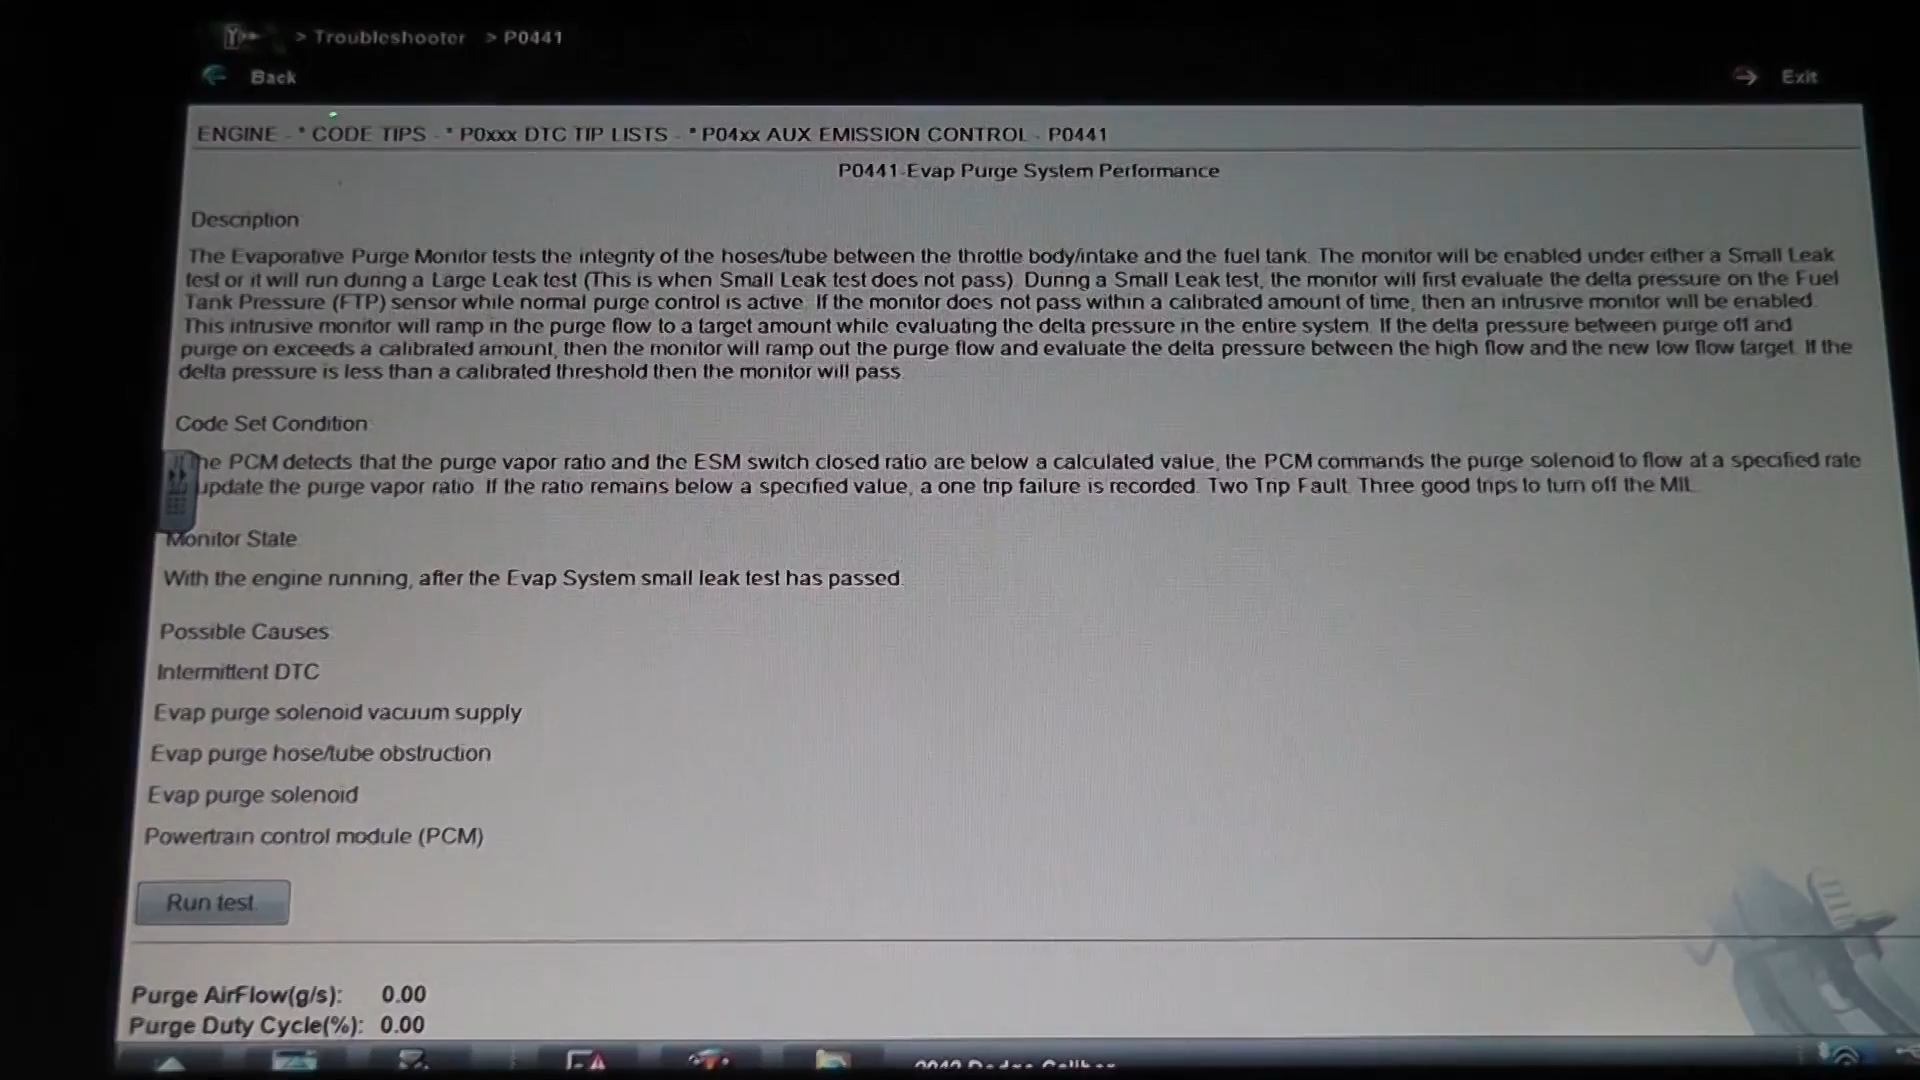 > Troubleshooter > P0441
Back
Exit
ENGINE - * CODE TIPS - * P0xxx DTC TIP LISTS - * P04xx AUX EMISSION CONTROL - P0441
P0441-Evap Purge System Performance
Description
The Evaporative Purge Monitor tests the integrity of the hoses/tube between the throttle body/intake and the fuel tank. The monitor will be enabled under either a Small Leak
test or it will run during a Large Leak test (This is when Small Leak test does not pass). During a Small Leak test, the monitor will first evaluate the delta pressure on the Fuel
Tank Pressure (FTP) sensor while normal purge control is active. If the monitor does not pass within a calibrated amount of time, then an intrusive monitor will be enabled.
This intrusive monitor will ramp in the purge flow to a target amount while evaluating the delta pressure in the entire system. If the delta pressure between purge off and
purge on exceeds a calibrated amount, then the monitor will ramp out the purge flow and evaluate the delta pressure between the high flow and the new low flow target. If the
delta pressure is less than a calibrated threshold then the monitor will pass.
Code Set Condition
he PCM detects that the purge vapor ratio and the ESM switch closed ratio are below a calculated value, the PCM commands the purge solenoid to flow at a specified rate
update the purge vapor ratio. If the ratio remains below a specified value, a one trip failure is recorded. Two Trip Fault. Three good trips to turn off the MIL.
Monitor State
With the engine running, after the Evap System small leak test has passed.
Possible Causes
Intermittent DTC
Evap purge solenoid vacuum supply
Evap purge hose/tube obstruction
Evap purge solenoid
Powertrain control module (PCM)
Run test
Purge AirFlow(g/s): 0.00
Purge Duty Cycle(%): 0.00
Dodge Caliber